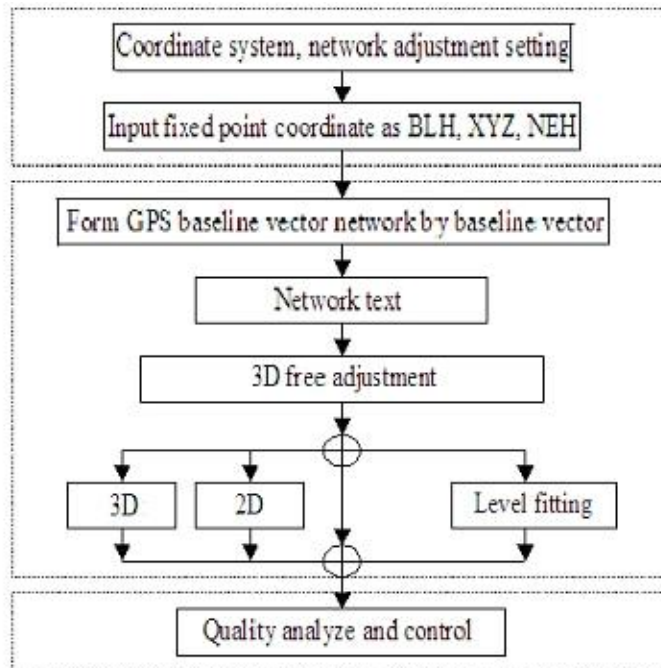 Coordinate system, network adjustment setting
Input fixed point coordinate as BLH, XYZ, NEH
Form GPS baseline vector network by baseline vector
Network text
3D free adjustment
3D
2D
Level fitting
Quality analyze and control